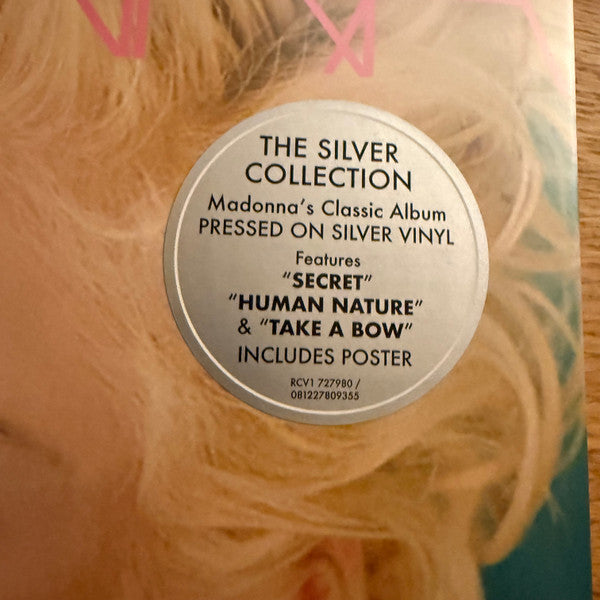 THE SILVER
COLLECTION
Madonna's Classic Album
PRESSED ON SILVER VINYL
Features
"SECRET"
"HUMAN NATURE"
& "TAKE A BOW"
INCLUDES POSTER
RCV1 727980 /
081227809355